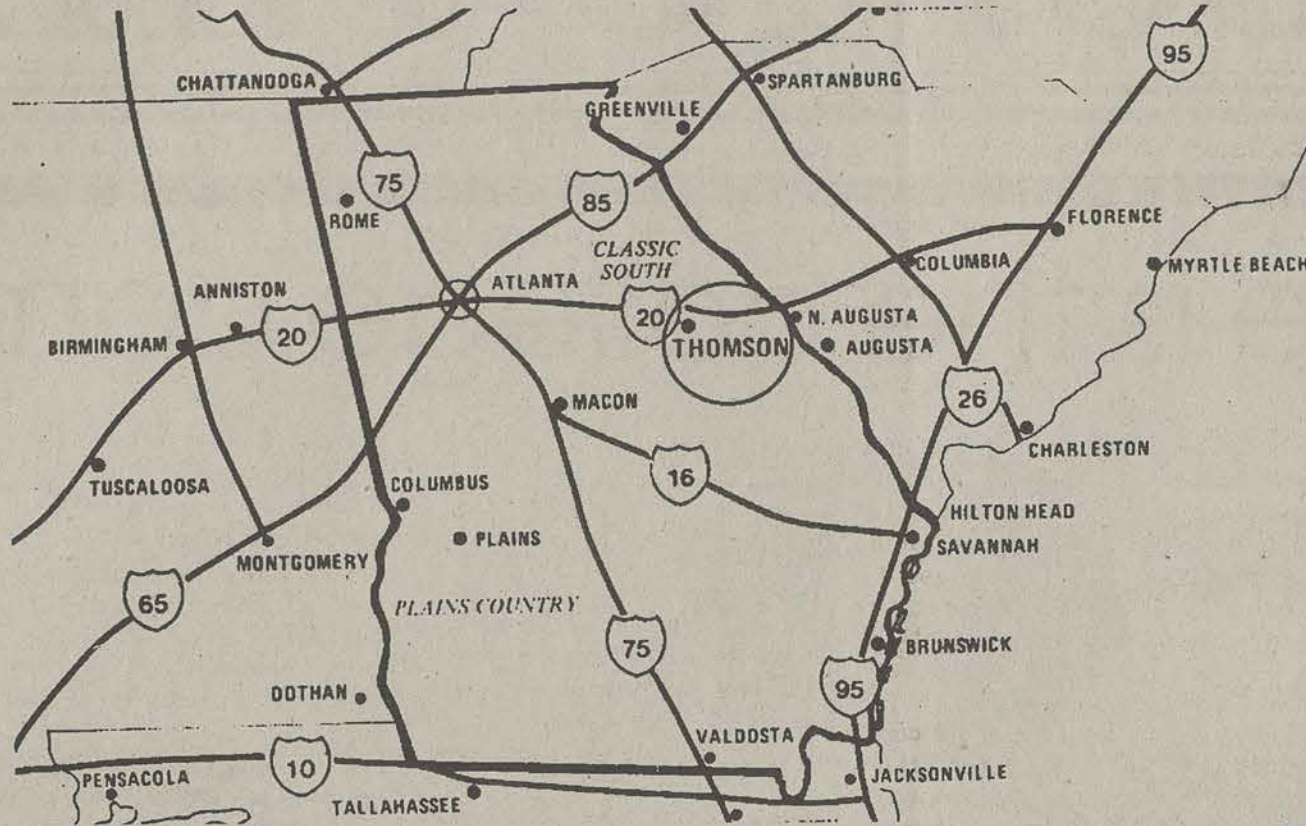 95
CHATTANOOGA
SPARTANBURG
GREENVILLE
75
85
ROME
FLORENCE
CLASSIC
SOUTH
COLUMBIA
MYRTLE BEACH
ATLANTA
ANNISTON
20
20
N. AUGUSTA
BIRMINGHAM
THOMSON
AUGUSTA
26
MACON
CHARLESTON
TUSCALOOSA
16
COLUMBUS
HILTON HEAD
PLAINS
SAVANNAH
MONTGOMERY
65
PLAINS COUNTRY
75
BRUNSWICK
95
DOTHAN
VALDOSTA
10
PENSACOLA
JACKSONVILLE
TALLAHASSEE